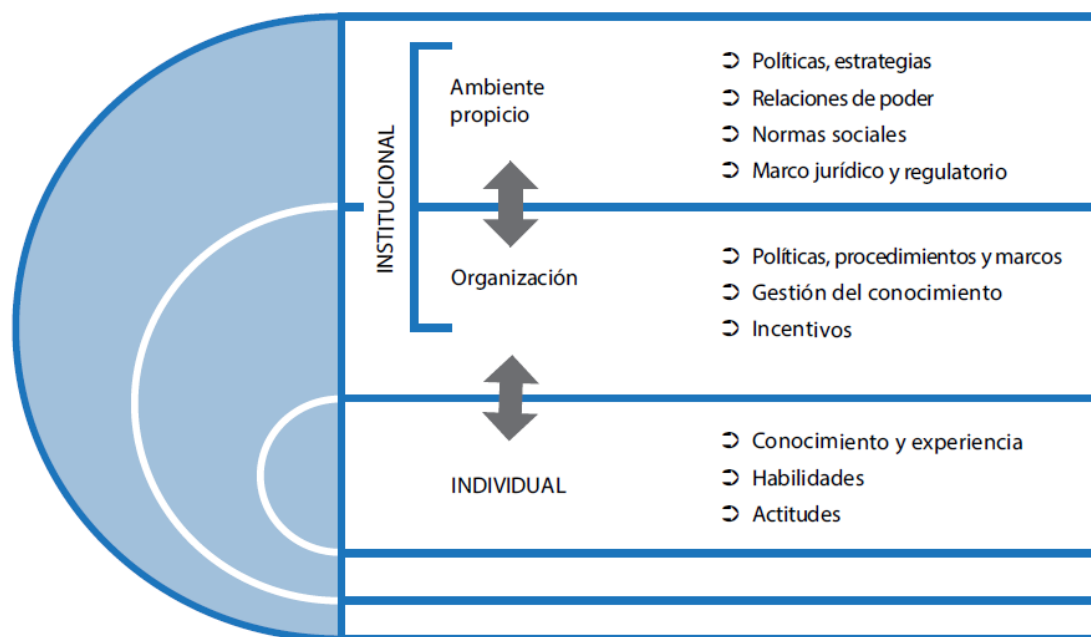 INSTITUCIONAL
Ambiente
propicio
➲ Políticas, estrategias
➲ Relaciones de poder
➲ Normas sociales
➲ Marco jurídico y regulatorio
Organización
➲ Políticas, procedimientos y marcos
➲ Gestión del conocimiento
➲ Incentivos
INDIVIDUAL
➲ Conocimiento y experiencia
➲ Habilidades
➲ Actitudes